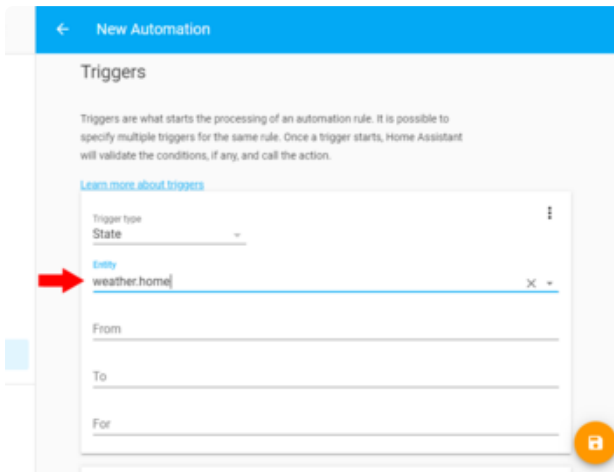 New Automation
Triggers
Triggers are what starts the processing of an automation rule. It is possible to
specify multiple triggers for the same rule. Once a trigger starts, Home Assistant
will validate the conditions, if any, and call the action.
Learn more about triggers
Trigger type
State
Entity
weather.home
From
To
For